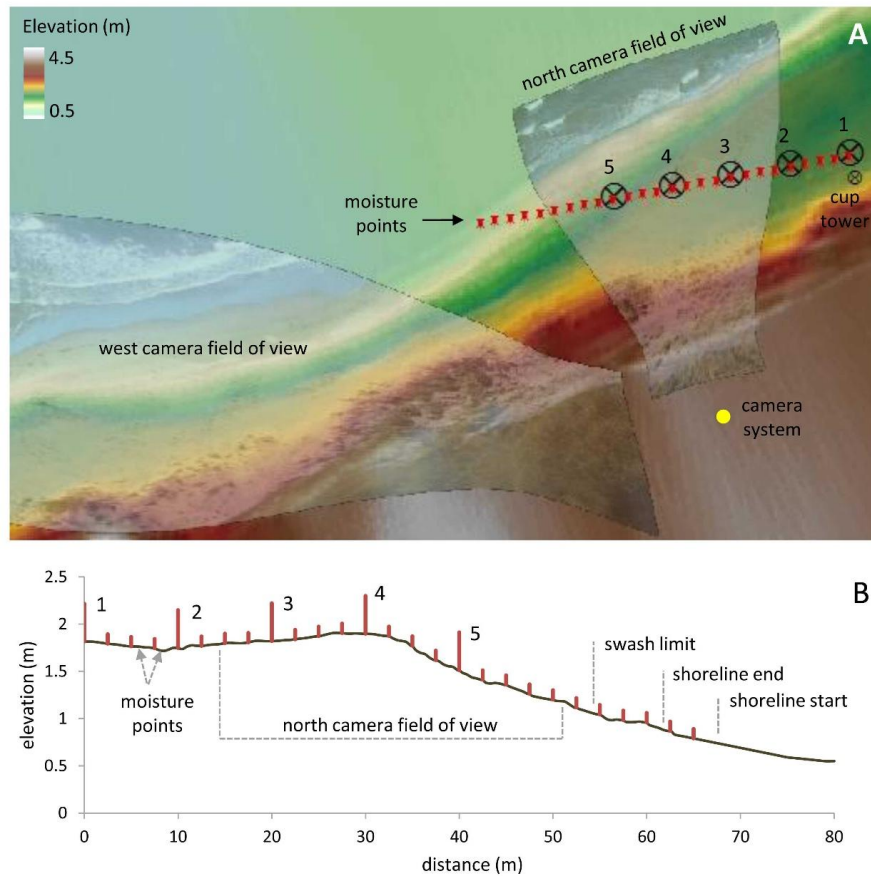 Elevation (m)
4.5
0.5
A
north camera field of view
1
2
3
4
5
moisture
points
cup
tower
west camera field of view
camera
system
B
2.5
2
1.5
1
0.5
0
elevation (m)
1
2
3
4
5
moisture
points
north camera field of view
swash limit
shoreline end
shoreline start
0
10
20
30
40
50
60
70
80
distance (m)